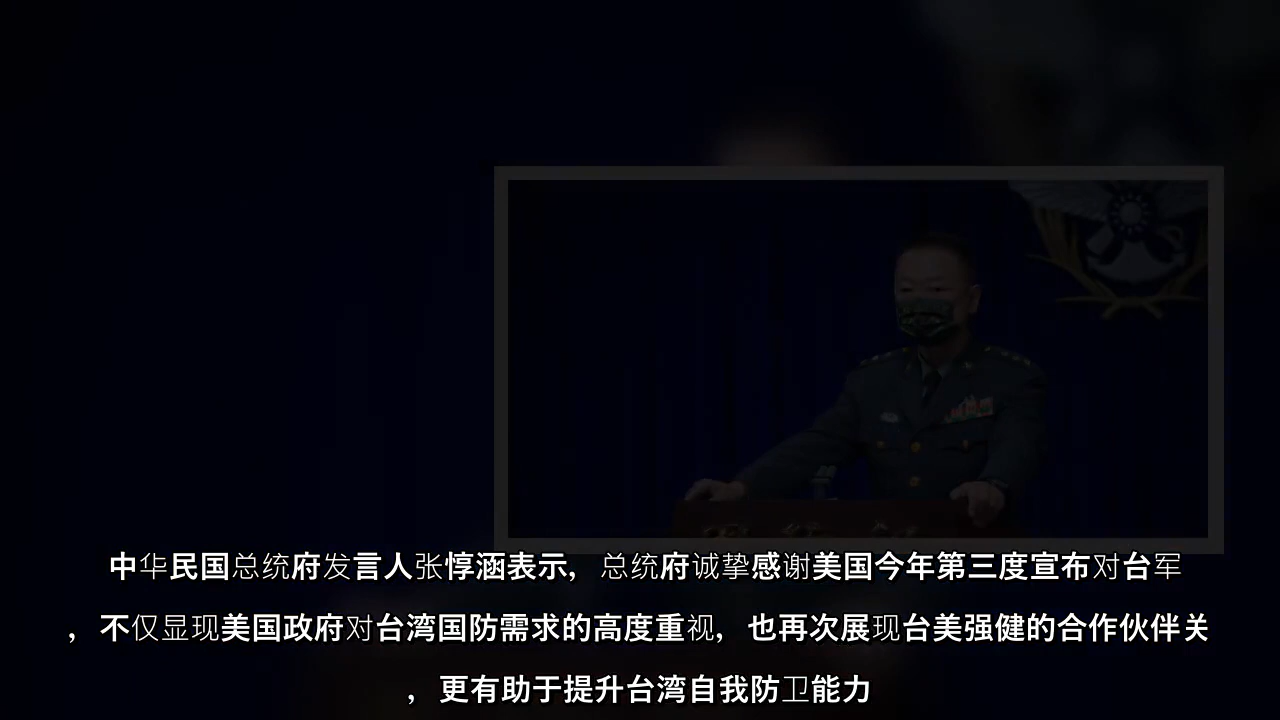 中华民国总统府发言人张惇涵表示，总统府诚挚感谢美国今年第三度宣布对台军
，不仅显现美国政府对台湾国防需求的高度重视，也再次展现台美强健的合作伙伴关
，更有助于提升台湾自我防卫能力